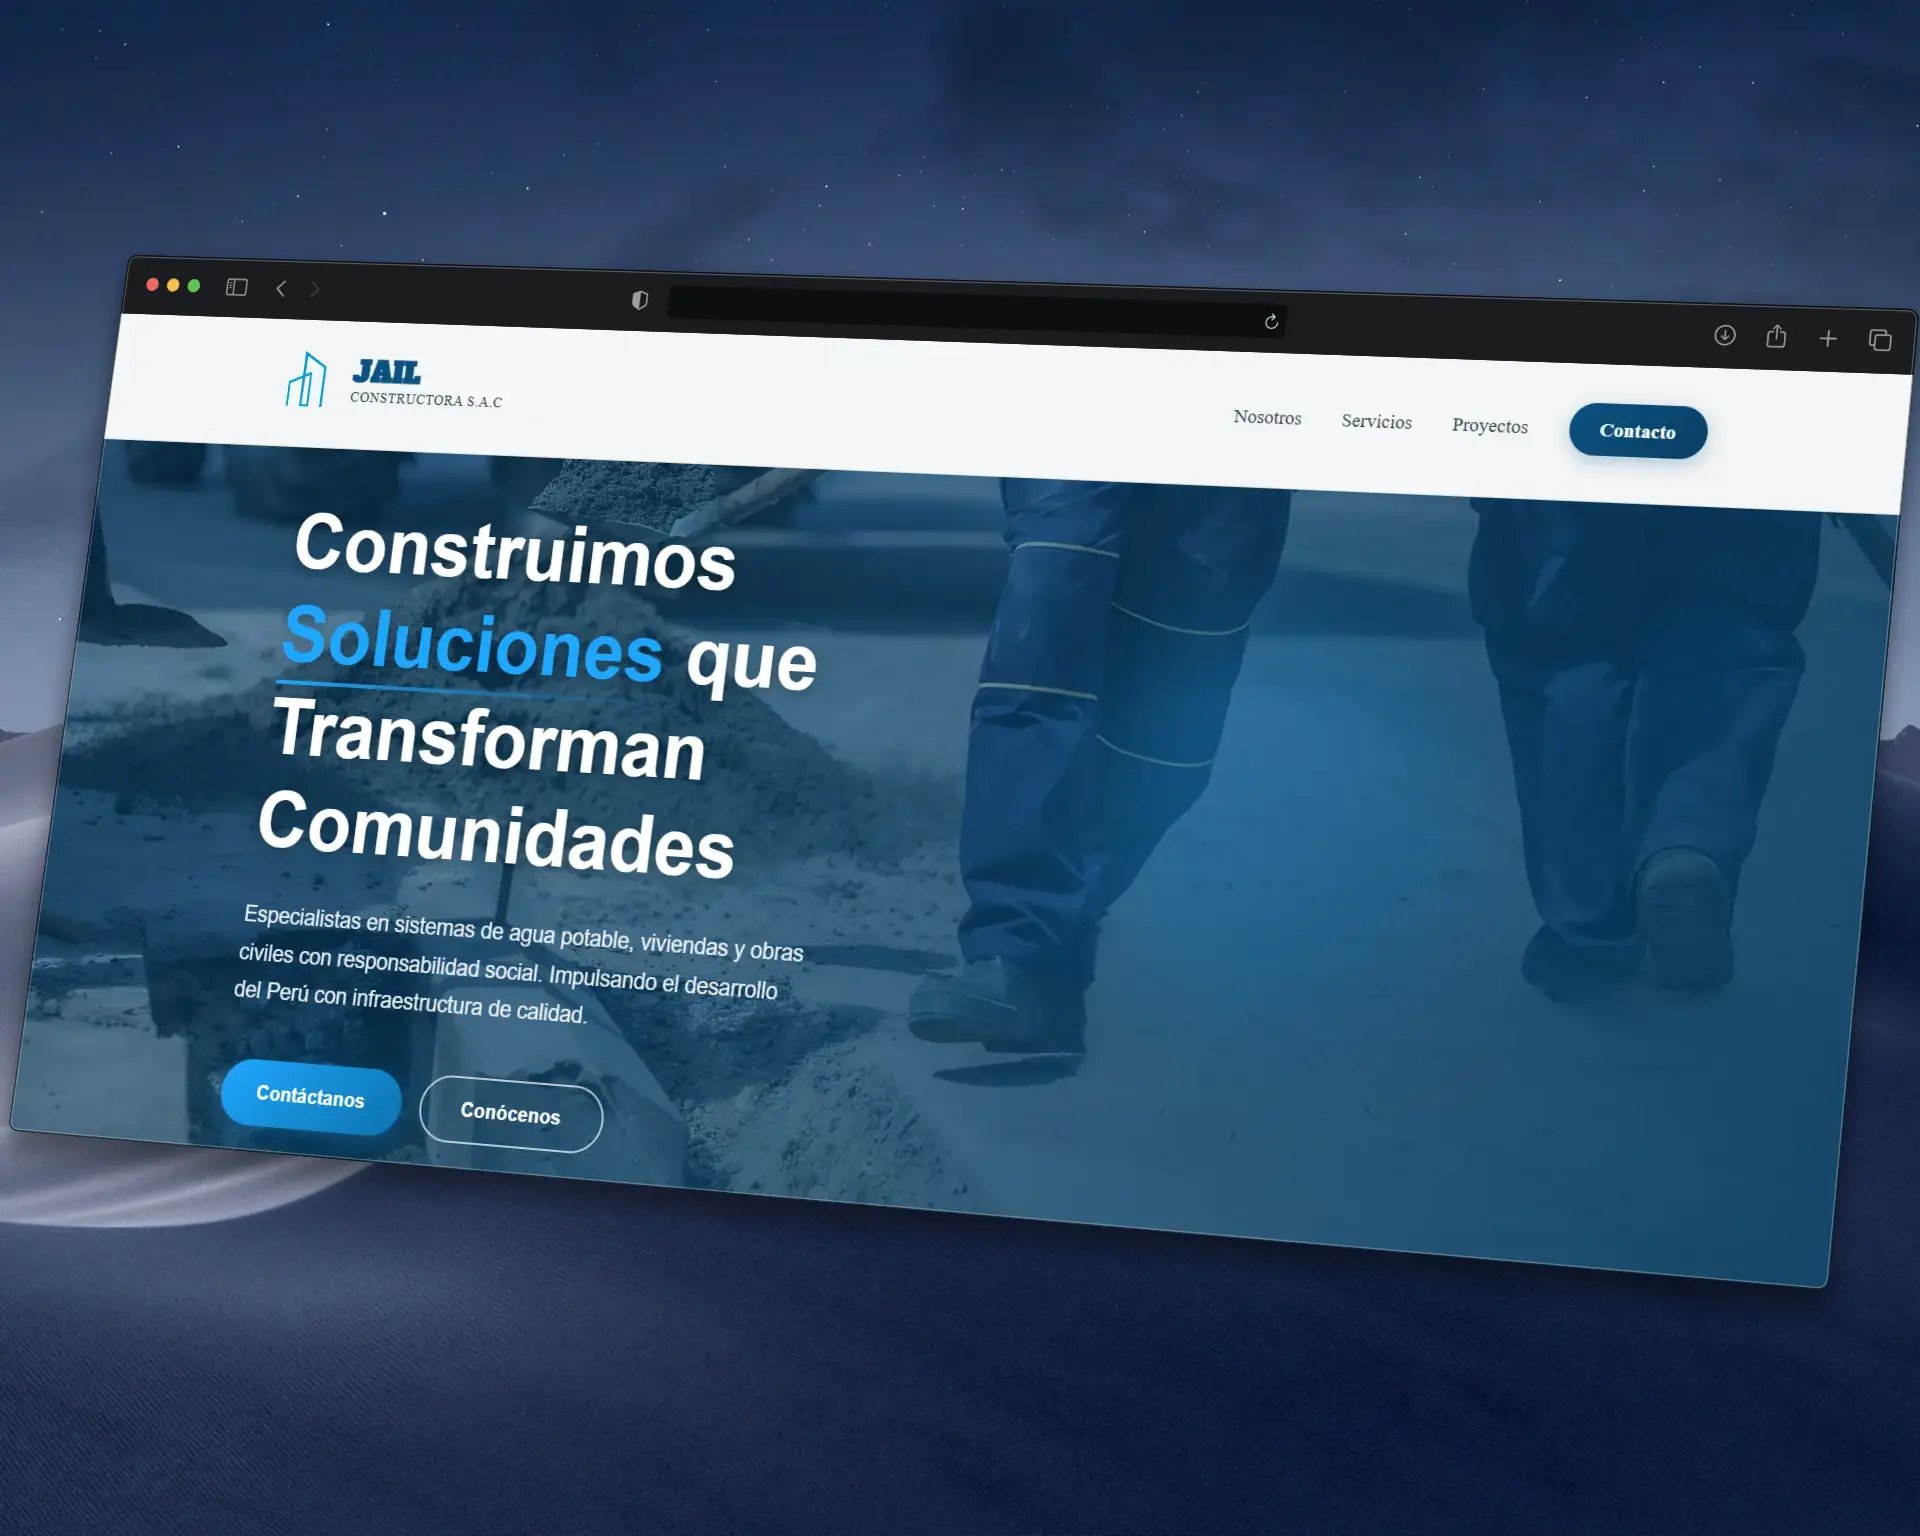 JAIL
CONSTRUCTORA S.A.C
Nosotros
Servicios
Proyectos
Contacto
Construimos
Soluciones que
Transforman
Comunidades
Especialistas en sistemas de agua potable, viviendas y obras
civiles con responsabilidad social. Impulsando el desarrollo
del Perú con infraestructura de calidad.
Contáctanos
Conócenos